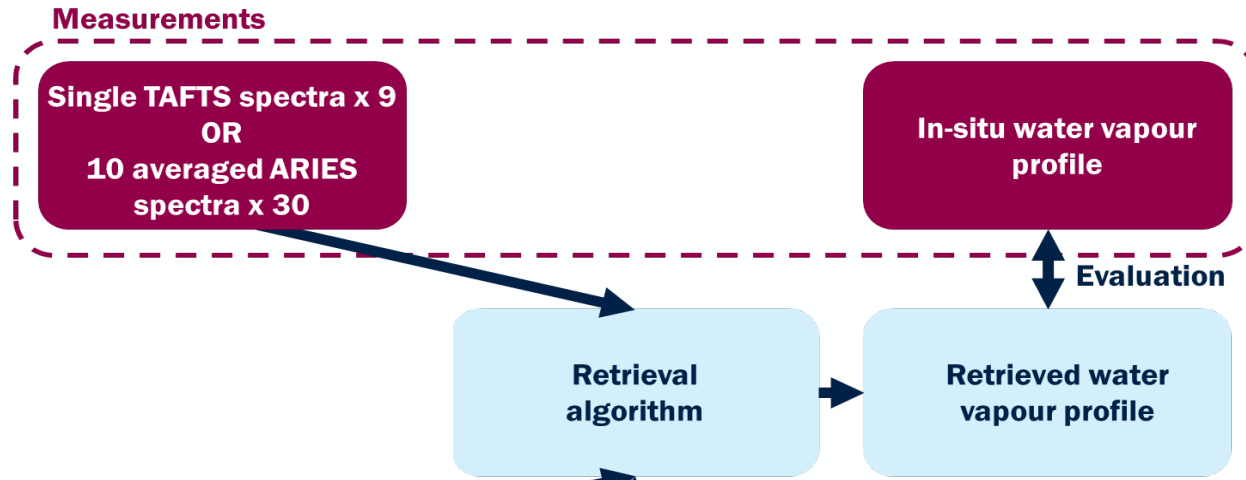 Measurements
Single TAFTS spectra x 9
OR
10 averaged ARIES
spectra x 30
In-situ water vapour
profile
Evaluation
Retrieval
algorithm
Retrieved water
vapour profile